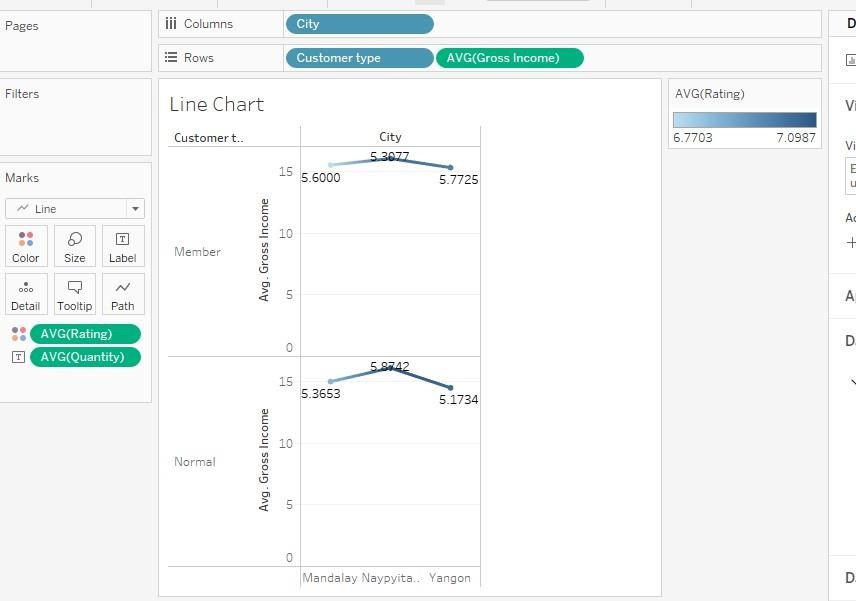 Pages
Columns
City
Rows
Customer type
AVG(Gross Income)
Filters
Marks
Line
Color
Size
Label
Detail
Tooltip
Path
AVG(Rating)
AVG(Quantity)
Line Chart
Customer t..
City
Member
Avg. Gross Income
15
10
5
0
5.6000
5.3077
5.7725
Normal
Avg. Gross Income
15
10
5
0
5.3653
5.8742
5.1734
Mandalay Naypyita.. Yangon
AVG(Rating)
6.7703 7.0987